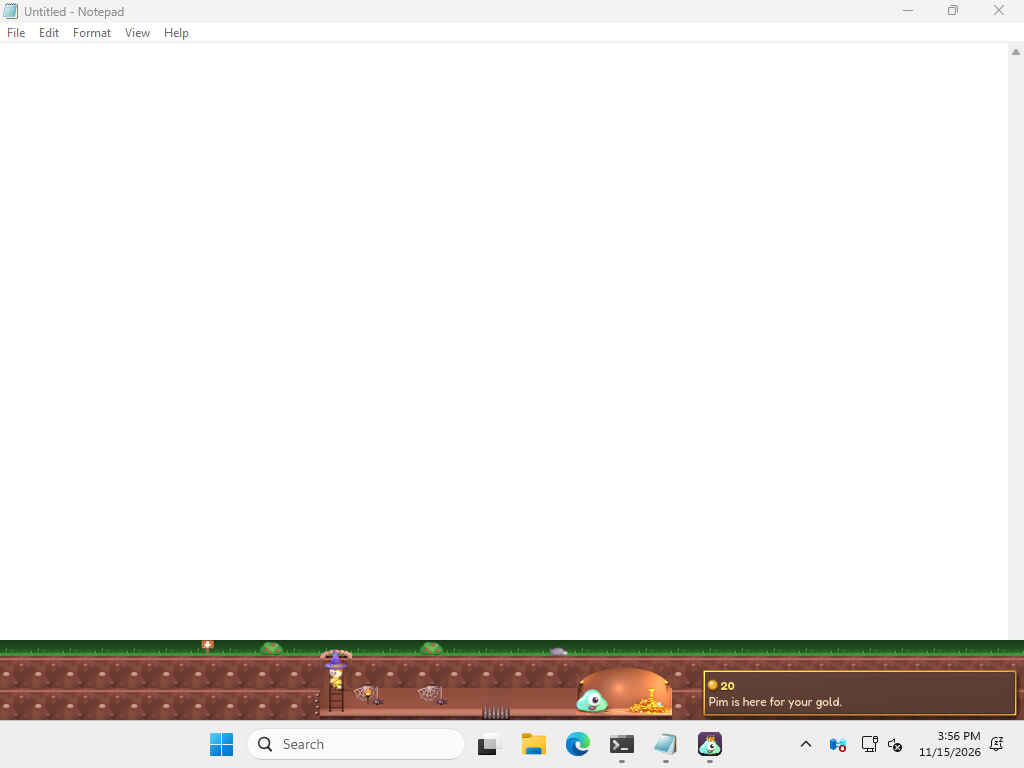 Untitled - Notepad
File Edit Format View Help
20
Pim is here for your gold.
Search
3:56 PM
11/15/2026